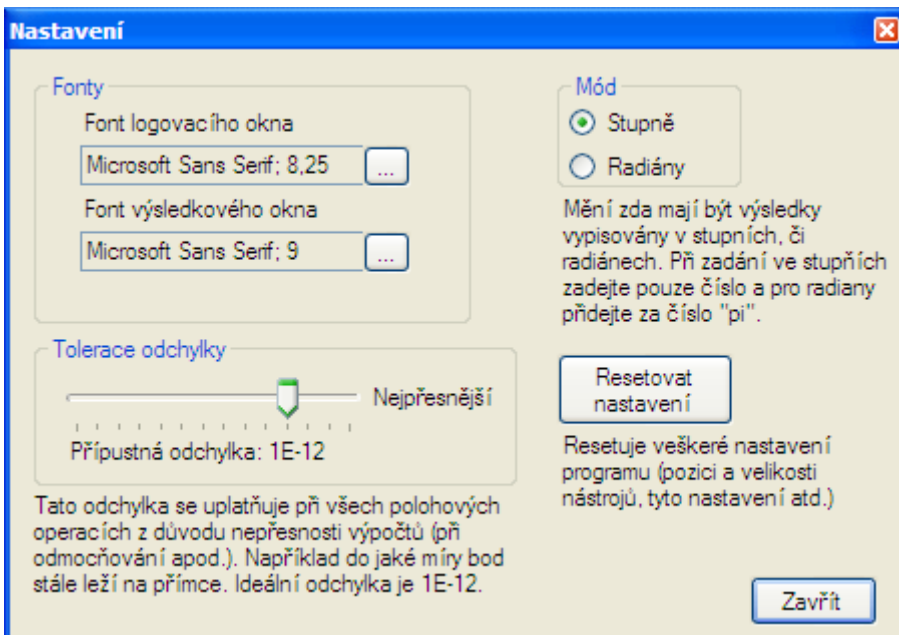 Nastavení
Fonty
Font logovacího okna
Microsoft Sans Serif; 8,25
...
Font výsledkového okna
Microsoft Sans Serif; 9
...
Mód
Stupně
Radiány
Mění zda mají být výsledky
vypisovány v stupních, či
radiánech. Při zadání ve stupňích
zadejte pouze číslo a pro radiany
přidejte za číslo "pi".
Tolerace odchylky
Nejpřesnější
Přípustná odchylka: 1E-12
Tato odchylka se uplatňuje při všech polohových
operacích z důvodu nepřesnosti výpočtů (při
odmocňování apod.). Například do jaké míry bod
stále leží na přímce. Ideální odchylka je 1E-12.
Resetovat
nastavení
Resetuje veškeré nastavení
programu (pozici a velikosti
nástrojů, tyto nastavení atd.)
Zavřít